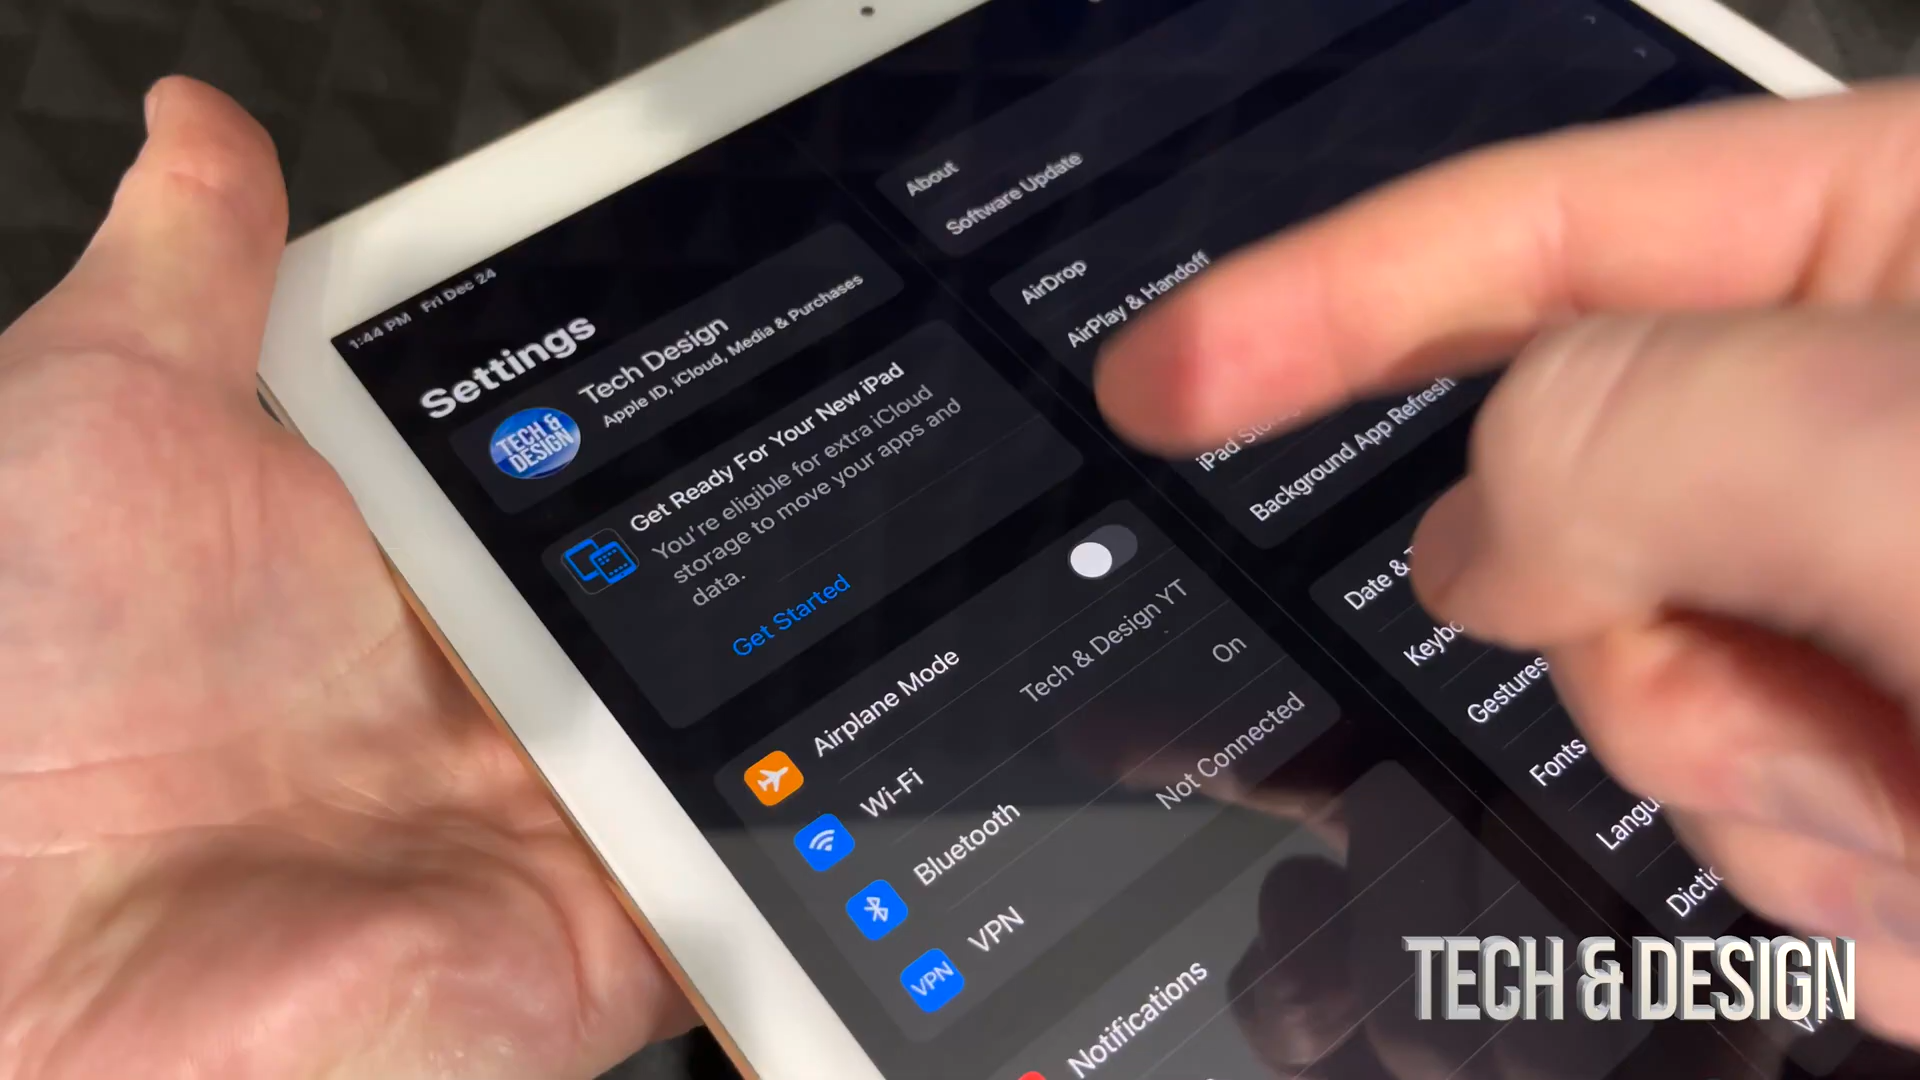 1:44 PM Fri Dec 24
Settings
TECH &
DESIGN
Tech Design
Apple ID, iCloud, Media & Purchases
Get Ready For Your New iPad
You're eligible for extra iCloud
storage to move your apps and
data.
Get Started
Airplane Mode
Wi-Fi
Tech & Design YT
Bluetooth
On
VPN
VPN
Not Connected
Notifications
About
Software Update
AirDrop
AirPlay & Handoff
iPad
Background App Refresh
Date &
Gestures
Fonts
TECH & DESIGN